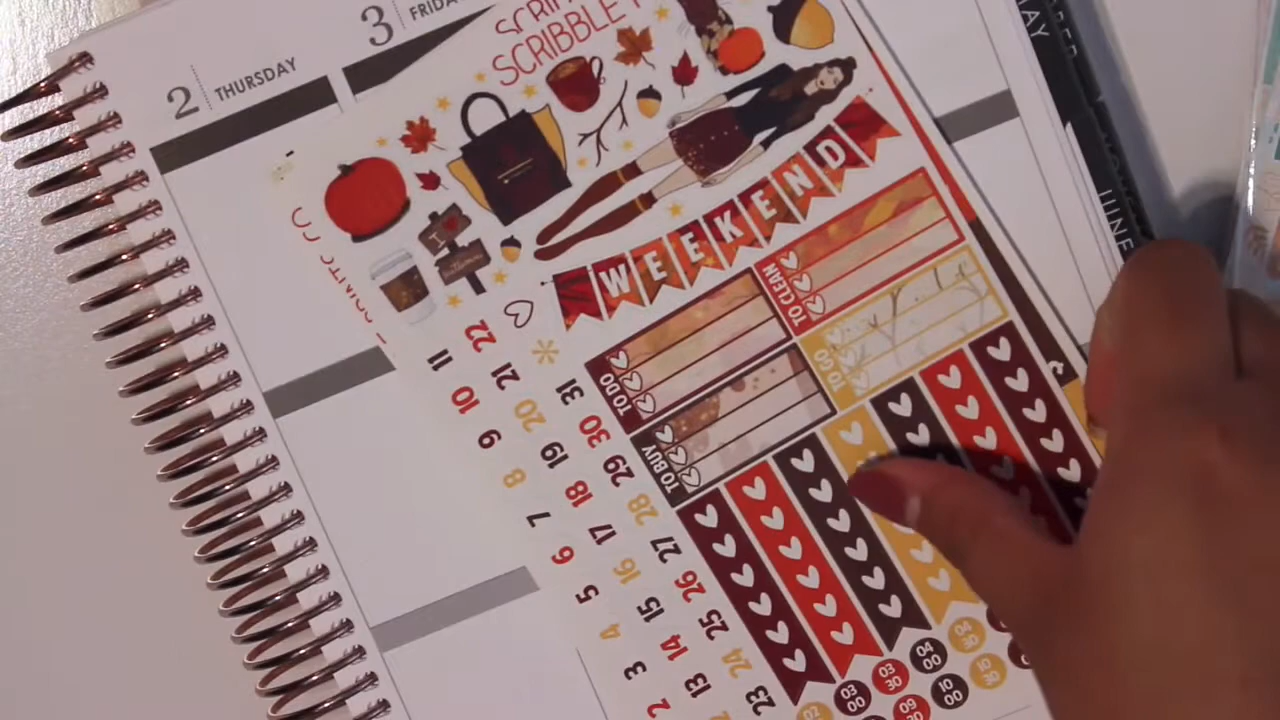 3 FRIDA
2 THURSDAY
SCRIBBLE
AY
JUNE
I
autumn
WEEKEND
TO CLEAN
TO GO
TO DO
TO BUY
11 22
10 21 31
9 20 30
8 19 29
7 18 28
6 17 27
5 16 26
4 15 25
3 14 24
2 13 23
03 00
03 30
04 00
04 30
09 30
10 00
10 30